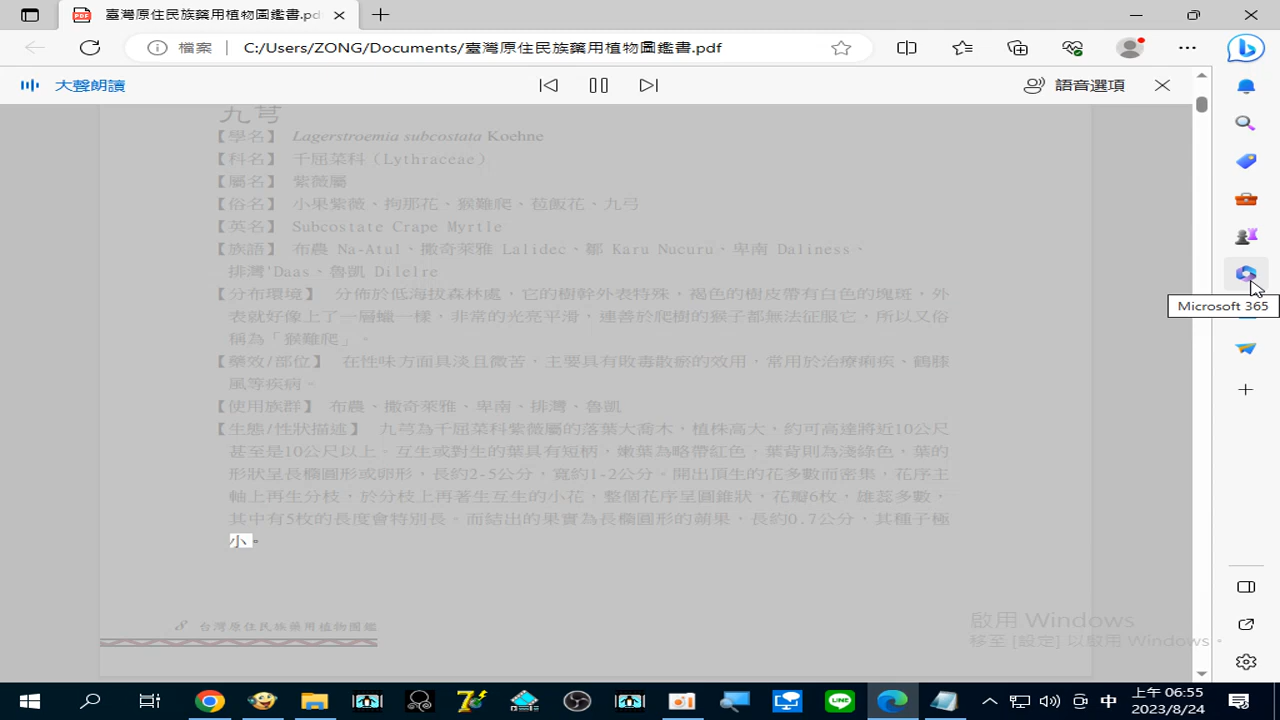 臺灣原住民族藥用植物圖鑑書.pd
檔案 C:/Users/ZONG/Documents/臺灣原住民族藥用植物圖鑑書.pdf
大聲朗讀
語音選項
九芎
【學名】 Lagerstroemia subcostata Koehne
【科名】 千屈菜科（Lythraceae）
【屬名】 紫薇屬
【俗名】 小果紫薇、拘那花、猴難爬、苞飯花、九弓
【英名】 Subcostate Crape Myrtle
【族語】 布農 Na-Atul、撒奇萊雅 Lalidec、鄒 Karu Nucuru、卑南 Daliness、
排灣'Daas、魯凱 Dilelre
【分布環境】 分佈於低海拔森林處，它的樹幹外表特殊，褐色的樹皮帶有白色的塊斑，外
表就好像上了一層蠟一樣，非常的光亮平滑，連善於爬樹的猴子都無法征服它，所以又俗
稱為「猴難爬」。
【藥效/部位】 在性味方面具淡且微苦，主要具有敗毒散瘀的效用，常用於治療痢疾、鶴膝
風等疾病。
【使用族群】 布農、撒奇萊雅、卑南、排灣、魯凱
【生態/性狀描述】 九芎為千屈菜科紫薇屬的落葉大喬木，植株高大，約可高達將近10公尺
甚至是10公尺以上。互生或對生的葉具有短柄，嫩葉為略帶紅色，葉背則為淺綠色，葉的
形狀呈長橢圓形或卵形，長約2-5公分，寬約1-2公分。開出頂生的花多數而密集，花序主
軸上再生分枝，於分枝上再著生互生的小花，整個花序呈圓錐狀，花瓣6枚，雄蕊多數，
其中有5枚的長度會特別長。而結出的果實為長橢圓形的蒴果，長約0.7公分，其種子極
小。
8 台灣原住民族藥用植物圖鑑
Microsoft 365
啟用 Windows
移至 [設定] 以啟用 Windows。
中
上午 06:55
2023/8/24
LINE